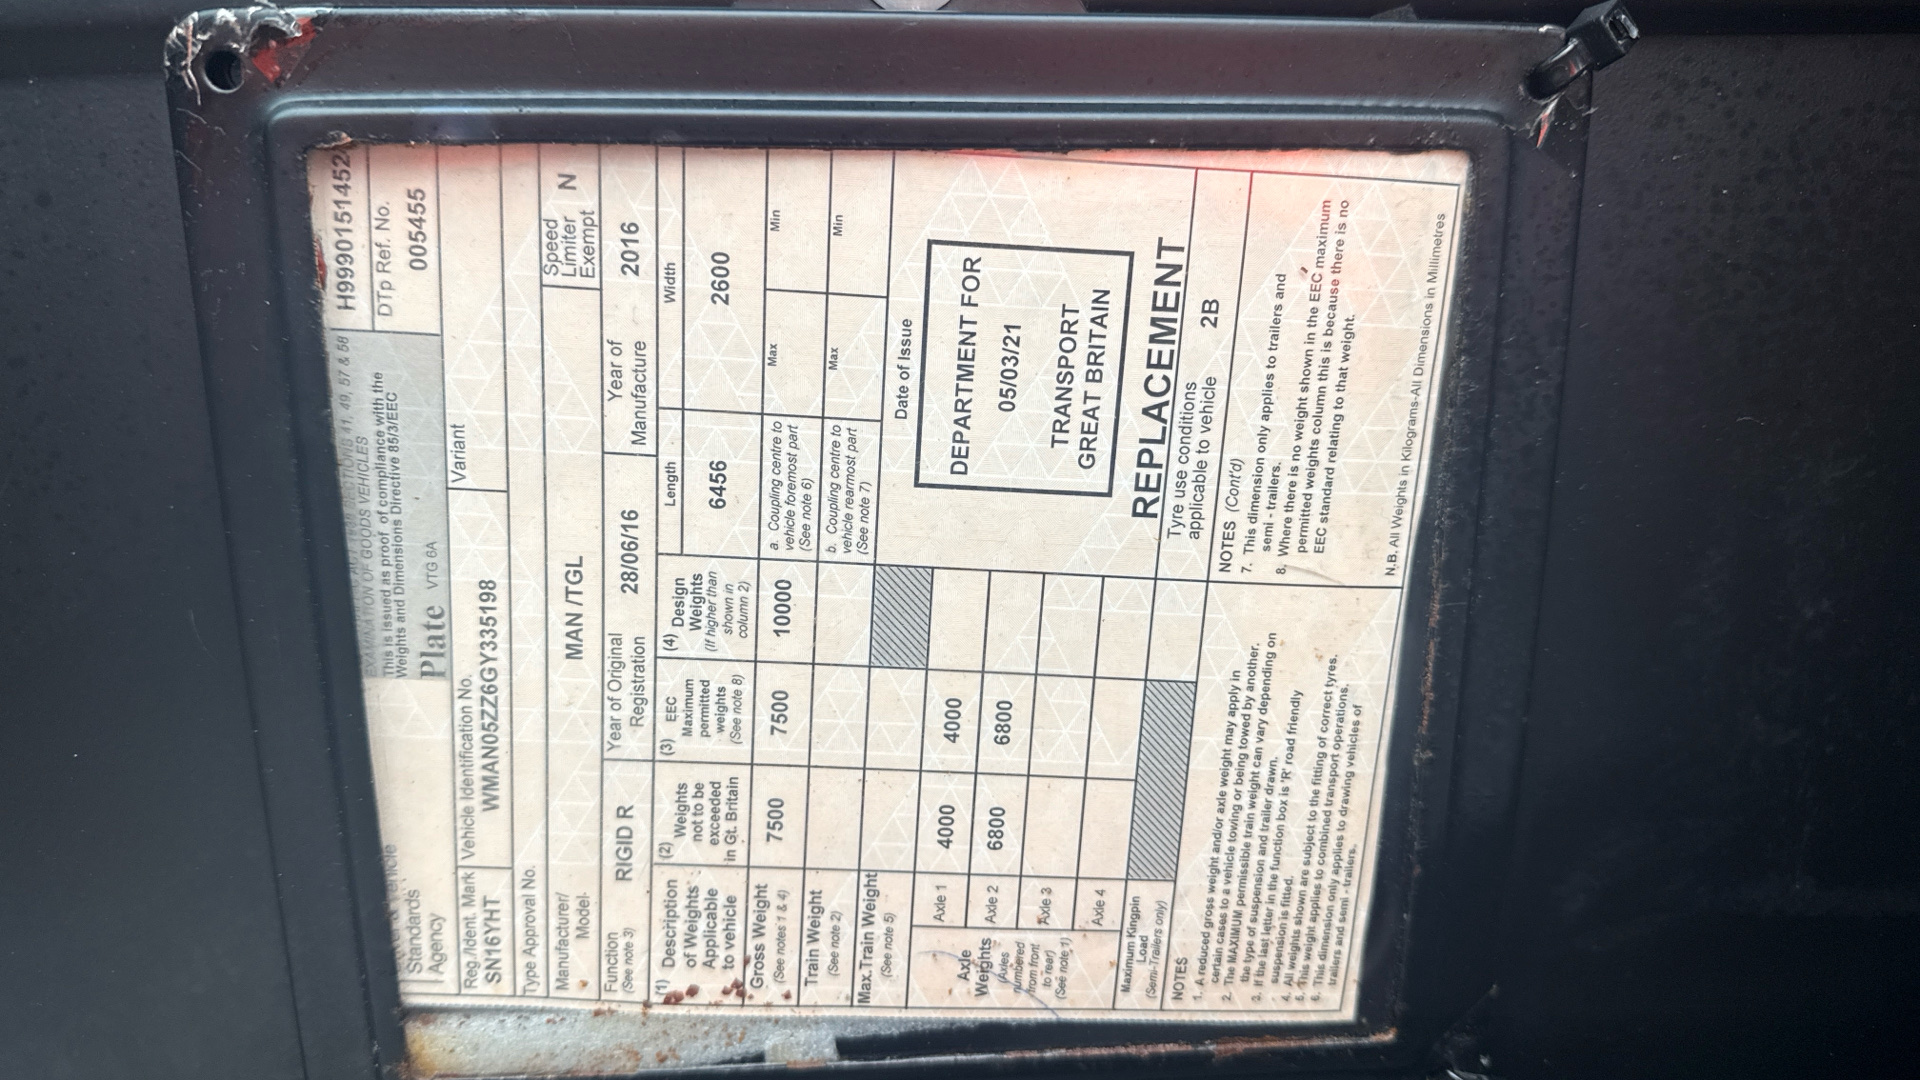 Standards
Agency
EXAMINATION OF GOODS VEHICLES
This is issued as proof of compliance with the
Weights and Dimensions Directive 85/3/EEC
Plate VTG 6A
H999015151452
DTp Ref. No.
005455
Reg./Ident. Mark
SN16YHT
Vehicle Identification No.
WMAN05ZZ6GY335198
Variant
Type Approval No.
Manufacturer/
Model
MAN /TGL
Speed
Limiter
Exempt
N
Function
(See note 3)
RIGID R
Year of Original
Registration
28/06/16
Year of
Manufacture
2016
(1) Description
of Weights
Applicable
to vehicle
(2) Weights
not to be
exceeded
in Gt. Britain
(3) EEC
Maximum
permitted
weights
(See note 8)
(4) Design
Weights
(If higher than
shown in
column 2)
Length
6456
Width
2600
Gross Weight
(See notes 1 & 4)
7500
7500
10000
a. Coupling centre to
vehicle foremost part
(See note 6)
Max
Min
Train Weight
(See note 2)
b. Coupling centre to
vehicle rearmost part
(See note 7)
Max
Min
Max.Train Weight
(See note 5)
Axle
Weights
(Axles
numbered
from front
to rear)
(See note 1)
Axle 1
4000
4000
Axle 2
6800
6800
Axle 3
Axle 4
Maximum Kingpin
Load
(Semi-Trailers only)
Date of Issue
DEPARTMENT FOR
05/03/21
TRANSPORT
GREAT BRITAIN
REPLACEMENT
Tyre use conditions
applicable to vehicle 2B
NOTES
1. A reduced gross weight and/or axle weight may apply in
certain cases to a vehicle towing or being towed by another.
2. The MAXIMUM permissible train weight can vary depending on
the type of suspension and trailer drawn.
3. If the last letter in the function box is 'R' road friendly
suspension is fitted.
4. All weights shown are subject to the fitting of correct tyres.
5. This weight applies to combined transport operations.
6. This dimension only applies to drawing vehicles of
trailers and semi - trailers.
NOTES (Cont'd)
7. This dimension only applies to trailers and
semi - trailers.
8. Where there is no weight shown in the EEC maximum
permitted weights column this is because there is no
EEC standard relating to that weight.
N.B. All Weights in Kilograms-All Dimensions in Millimetres